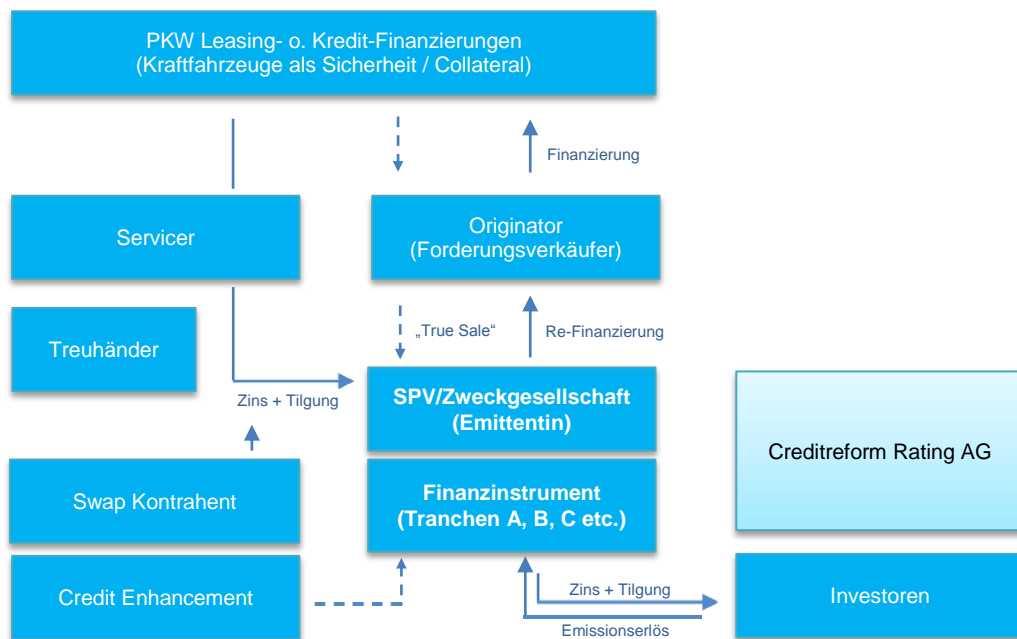 PKW Leasing- o. Kredit-Finanzierungen
(Kraftfahrzeuge als Sicherheit / Collateral)
Finanzierung
Servicer
Originator
(Forderungsverkäufer)
„True Sale“
Re-Finanzierung
Treuhänder
Zins + Tilgung
SPV/Zweckgesellschaft
(Emittentin)
Creditreform Rating AG
Swap Kontrahent
Finanzinstrument
(Tranchen A, B, C etc.)
Credit Enhancement
Zins + Tilgung
Emissionserlös
Investoren